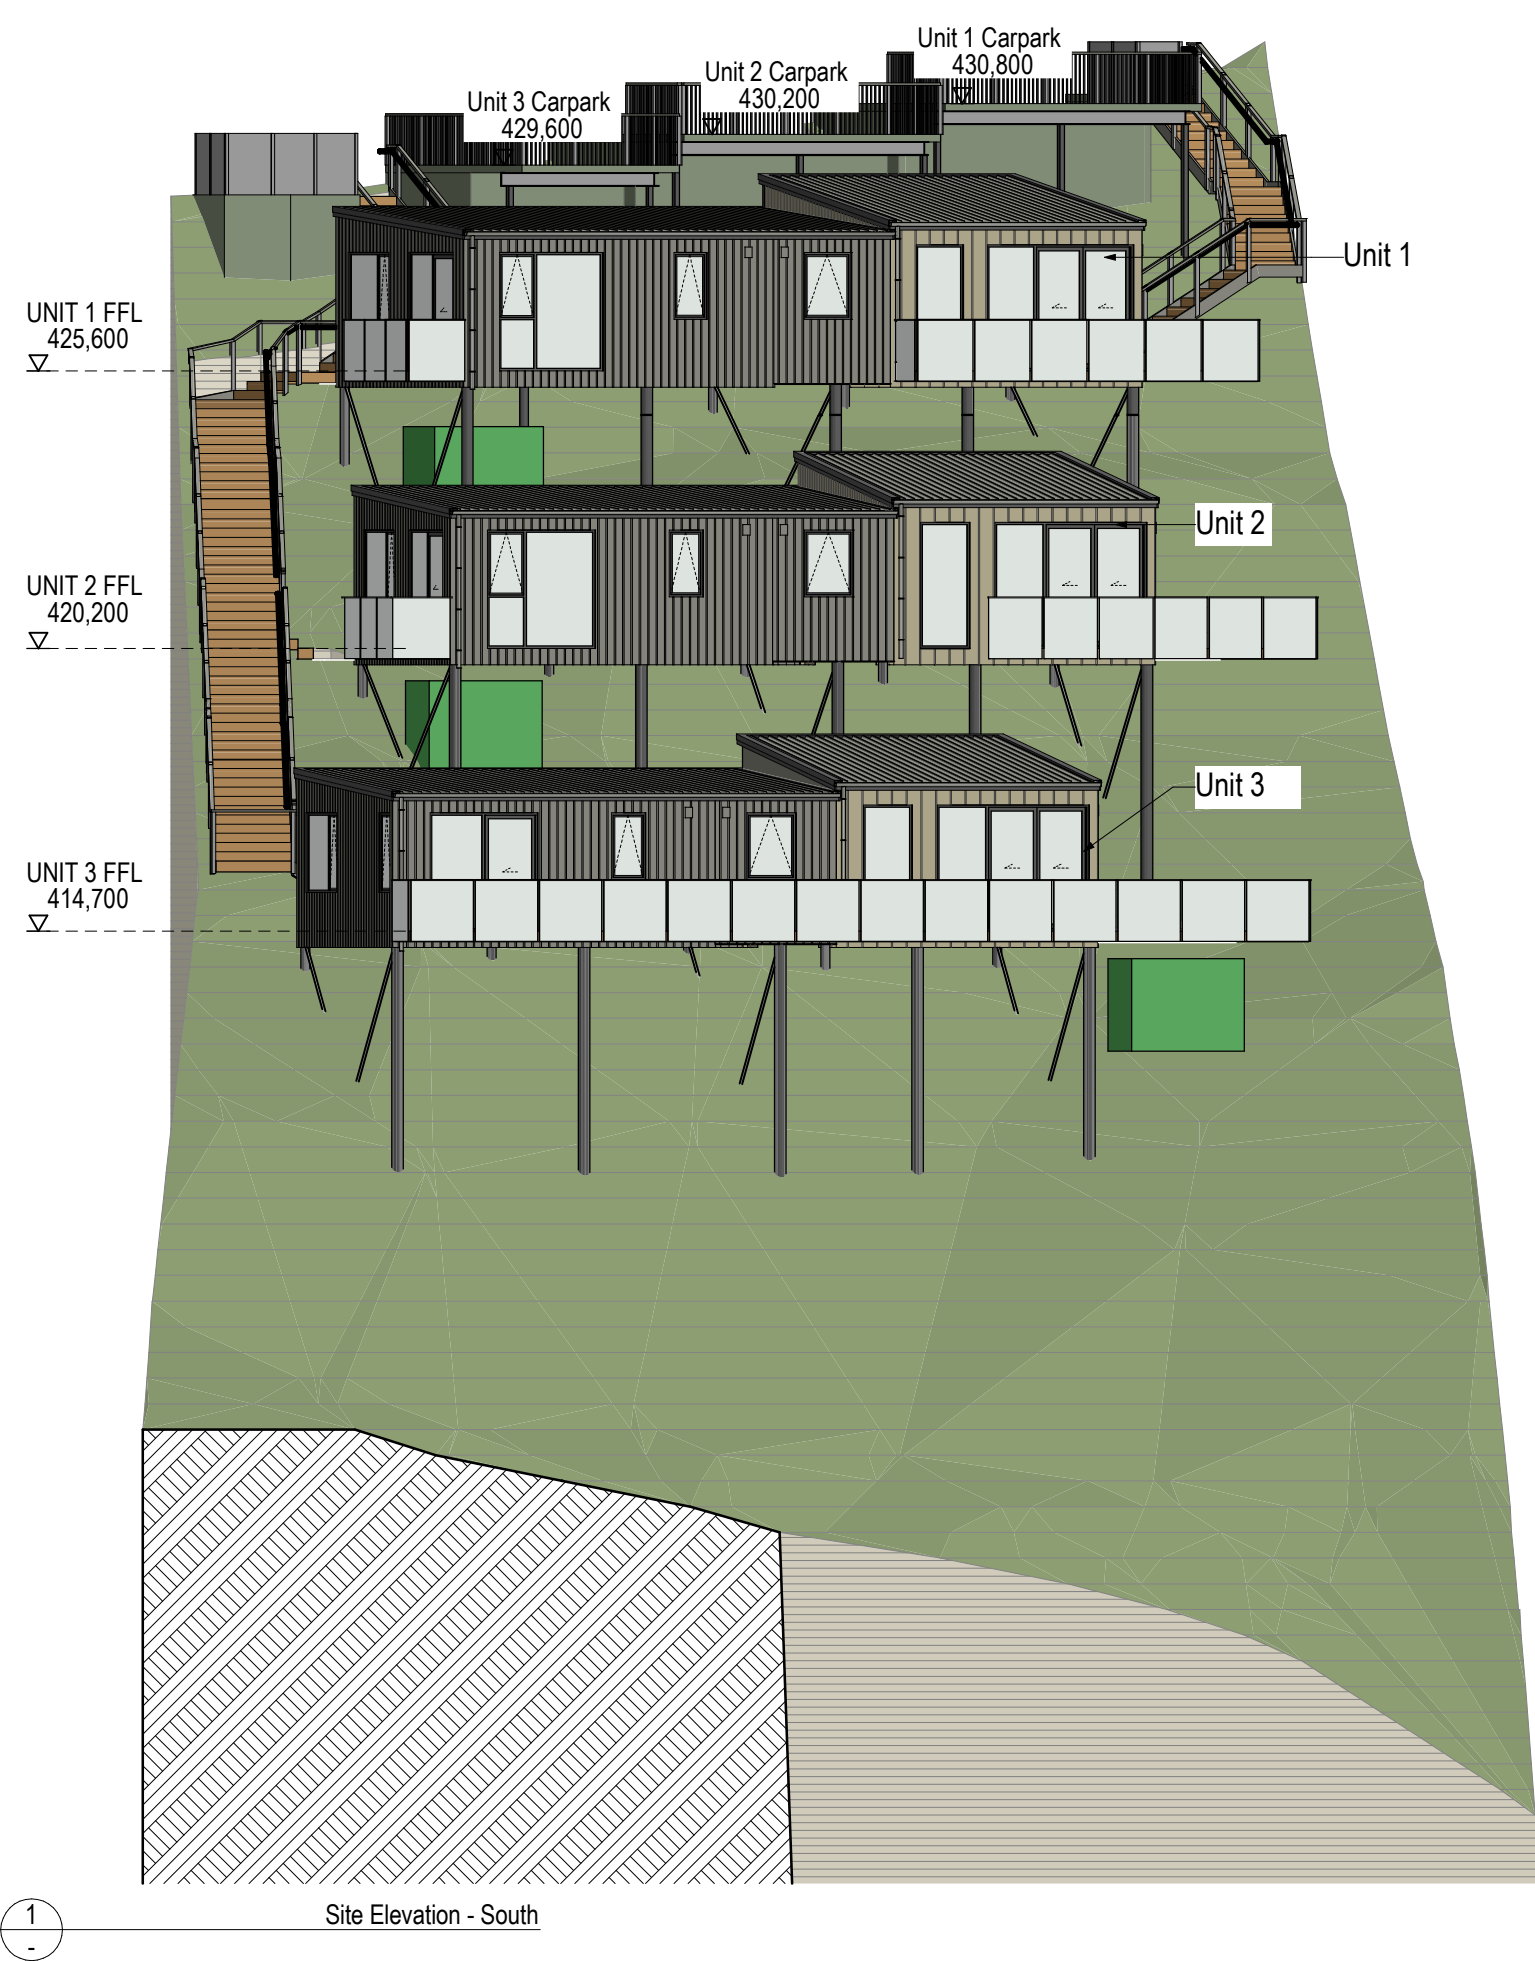 Unit 1 Carpark
430,800
Unit 2 Carpark
430,200
Unit 3 Carpark
429,600
Unit 1
UNIT 1 FFL
425,600
Unit 2
UNIT 2 FFL
420,200
Unit 3
UNIT 3 FFL
414,700
1
Site Elevation - South
-